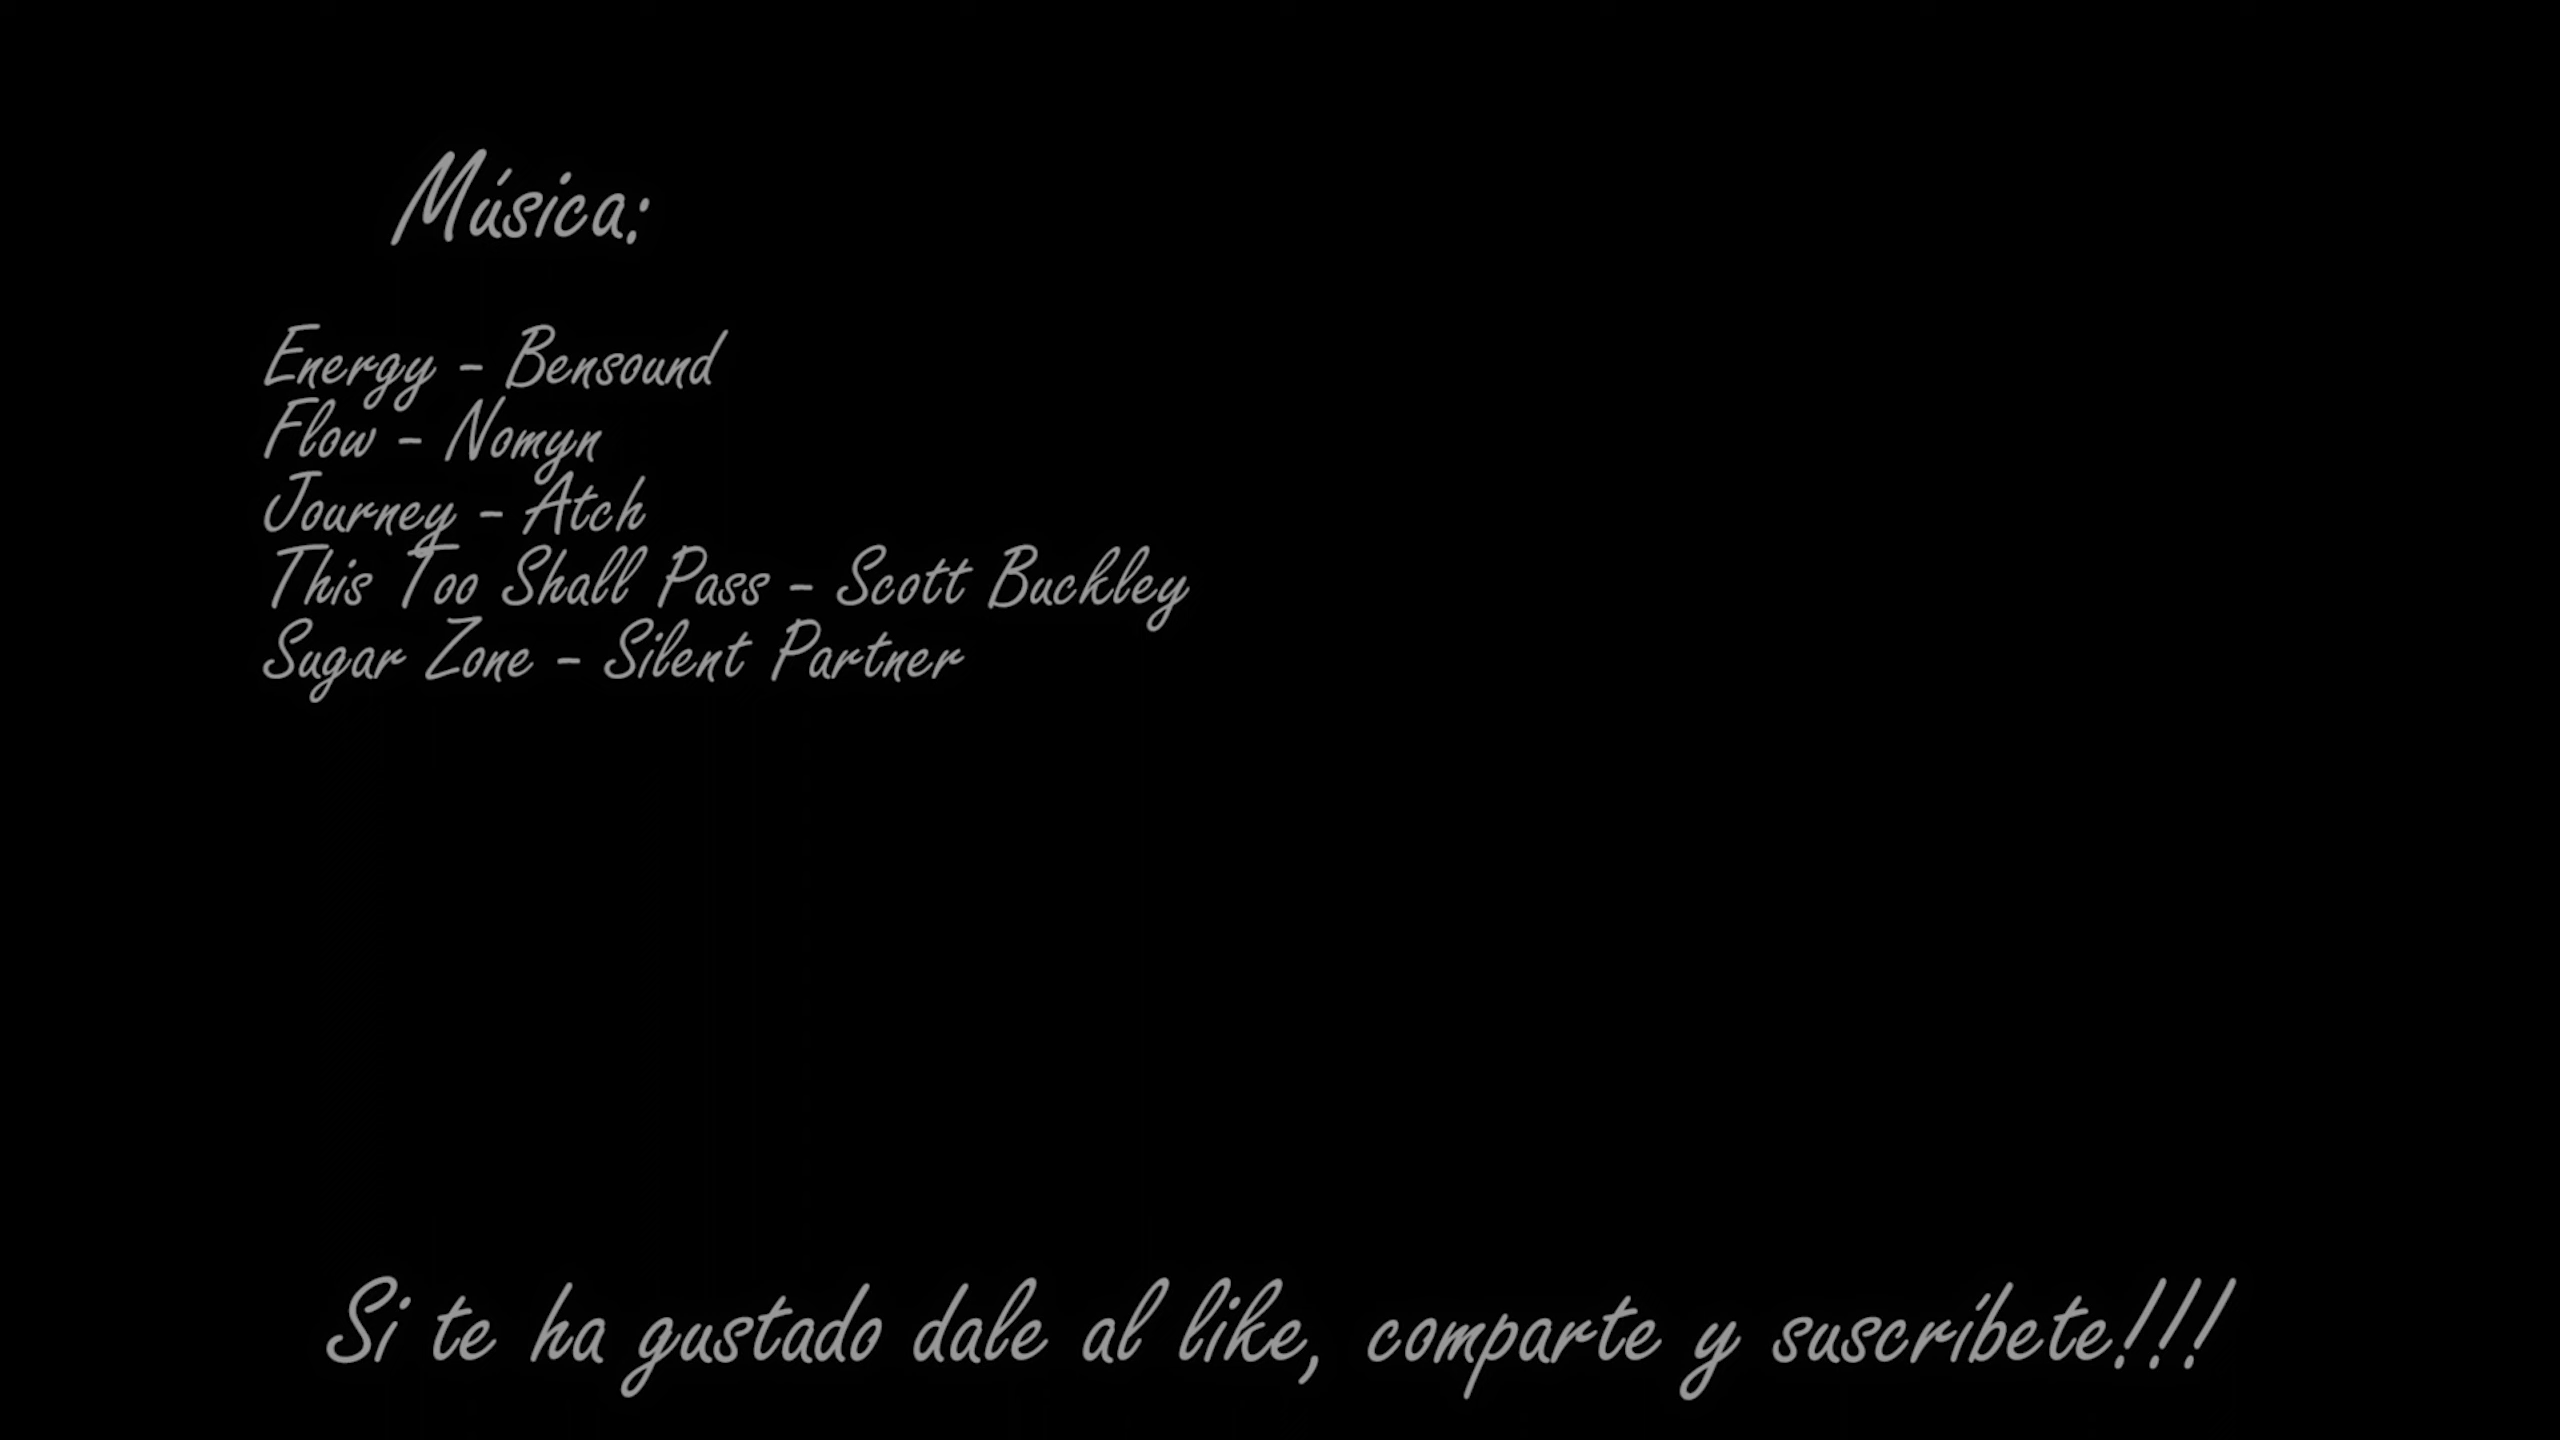 Música:
Energy - Bensound
Flow - Nomyn
Journey - Atch
This Too Shall Pass - Scott Buckley
Sugar Zone - Silent Partner
Si te ha gustado dale al like, comparte y suscríbete!!!